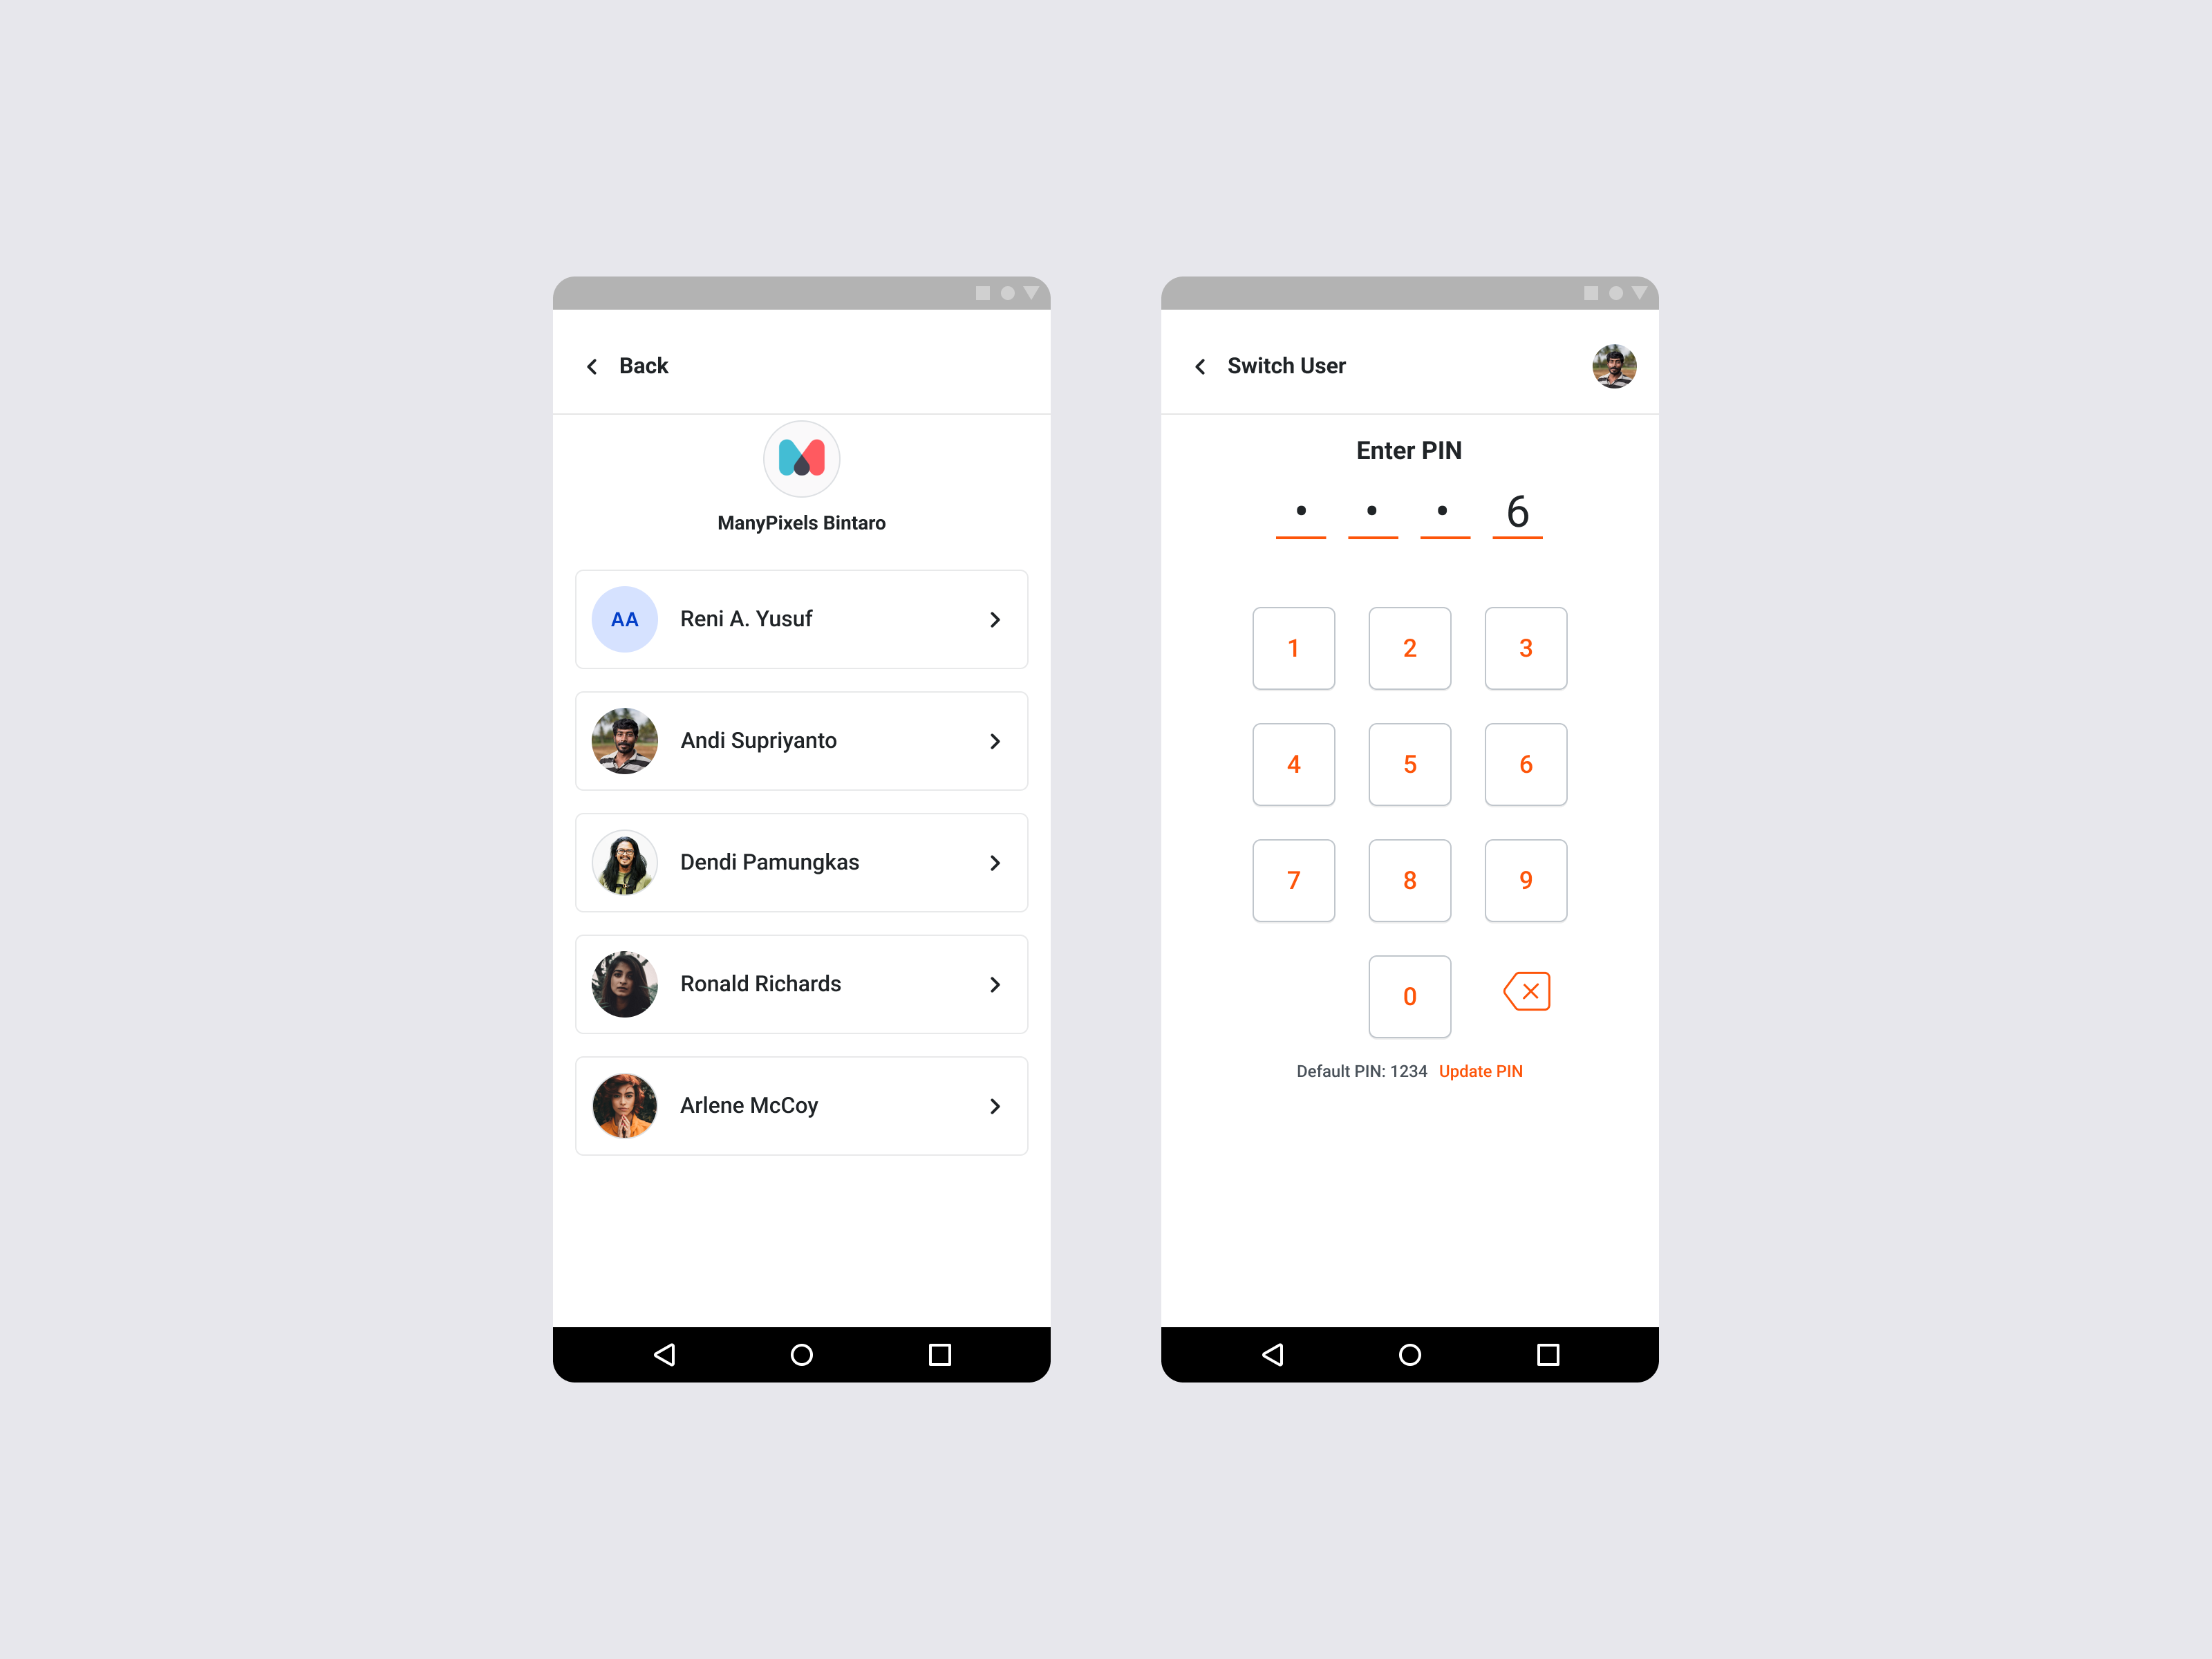 Back
ManyPixels Bintaro
AA
Reni A. Yusuf
Andi Supriyanto
Dendi Pamungkas
Ronald Richards
Arlene McCoy
Switch User
Enter PIN
• • • 6
1 2 3
4 5 6
7 8 9
0
Default PIN: 1234 Update PIN